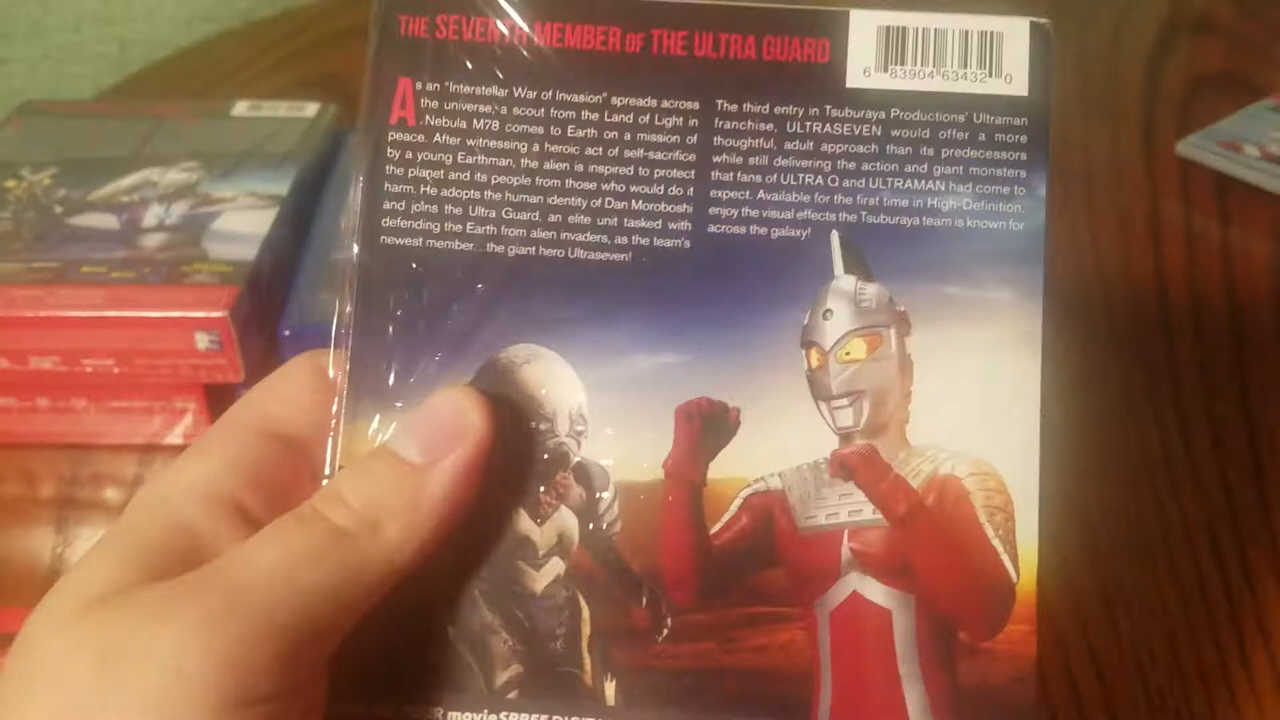 THE SEVENTH MEMBER OF THE ULTRA GUARD
6 83904 63432 0
As an "Interstellar War of Invasion" spreads across
the universe, a scout from the Land of Light in
Nebula M78 comes to Earth on a mission of
peace. After witnessing a heroic act of self-sacrifice
by a young Earthman, the alien is inspired to protect
the planet and its people from those who would do it
harm. He adopts the human identity of Dan Moroboshi
and joins the Ultra Guard, an elite unit tasked with
defending the Earth from alien invaders, as the team's
newest member...the giant hero Ultraseven!
The third entry in Tsuburaya Productions' Ultraman
franchise, ULTRASEVEN would offer a more
thoughtful, adult approach than its predecessors
while still delivering the action and giant monsters
that fans of ULTRA Q and ULTRAMAN had come to
expect. Available for the first time in High-Definition,
enjoy the visual effects the Tsuburaya team is known for
across the galaxy!
movieSPREE